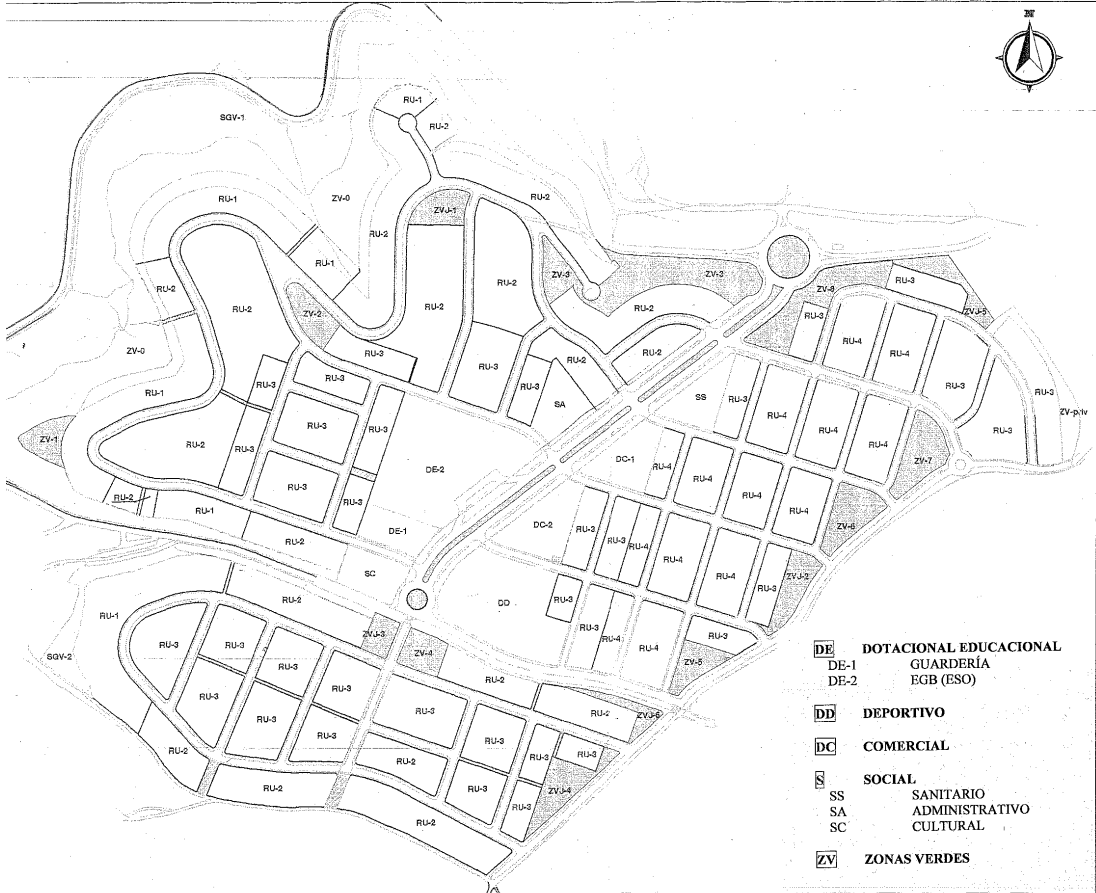 N
RU-1
SGV-1
RU-2
ZV-0
RU-1
RU-2
ZVJ-1
RU-2
RU-1
ZV-3
ZV-3
RU-2
RU-2
RU-2
ZV-2
RU-2
RU-2
ZV-8
RU-3
ZVJ-5
RU-3
RU-4
RU-4
ZV-0
RU-3
RU-3
RU-2
RU-2
RU-3
RU-3
RU-3
RU-1
RU-3
SA
SS
RU-3
RU-4
RU-3
RU-3
ZV-priv
RU-3
RU-3
RU-4
RU-4
RU-3
ZV-1
RU-2
RU-3
DE-2
DC-1
RU-4
RU-4
ZV-7
RU-3
RU-4
RU-2
RU-1
RU-3
RU-4
ZV-6
DE-1
DC-2
RU-3
RU-3
RU-4
RU-2
SC
RU-4
RU-4
ZVJ-2
RU-2
DD
RU-3
RU-3
RU-1
RU-3
RU-4
RU-4
RU-3
ZVJ-3
ZV-4
RU-3
RU-3
SGV-2
RU-3
RU-2
ZV-5
RU-3
RU-3
RU-3
RU-2
ZVJ-6
RU-3
RU-3
RU-3
RU-2
RU-2
RU-3
RU-3
RU-3
RU-2
RU-3
ZVJ-4
RU-3
RU-2
DE DOTACIONAL EDUCACIONAL
DE-1 GUARDERÍA
DE-2 EGB (ESO)
DD DEPORTIVO
DC COMERCIAL
S SOCIAL
SS SANITARIO
SA ADMINISTRATIVO
SC CULTURAL
ZV ZONAS VERDES